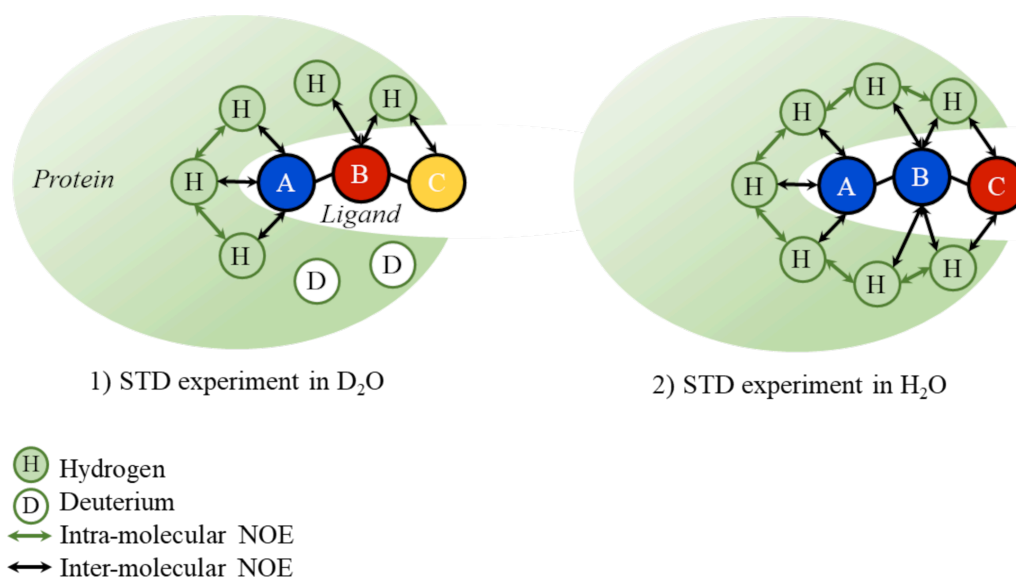 H
H
H
H
H
H
H
Protein
H
A
B
C
H
A
B
C
Ligand
H
D
D
H
H
H
1) STD experiment in D₂O
2) STD experiment in H₂O
H Hydrogen
D Deuterium
Intra-molecular NOE
Inter-molecular NOE